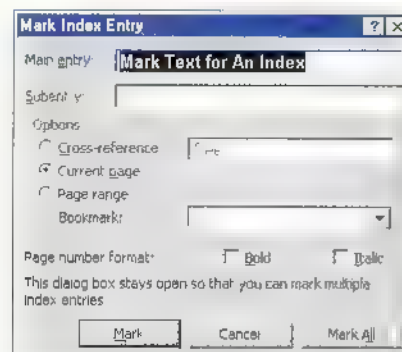 Mark Index Entry ? ×
Main entry: Mark Text for An Index
Subentry:
Options
Cross-reference
Current page
Page range
Bookmark:
Page number format: Bold Italic
This dialog box stays open so that you can mark multiple
index entries
Mark Cancel Mark All